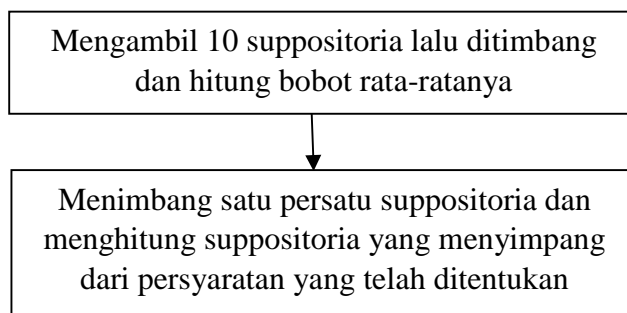 Mengambil 10 suppositoria lalu ditimbang
dan hitung bobot rata-ratanya
Menimbang satu persatu suppositoria dan
menghitung suppositoria yang menyimpang
dari persyaratan yang telah ditentukan